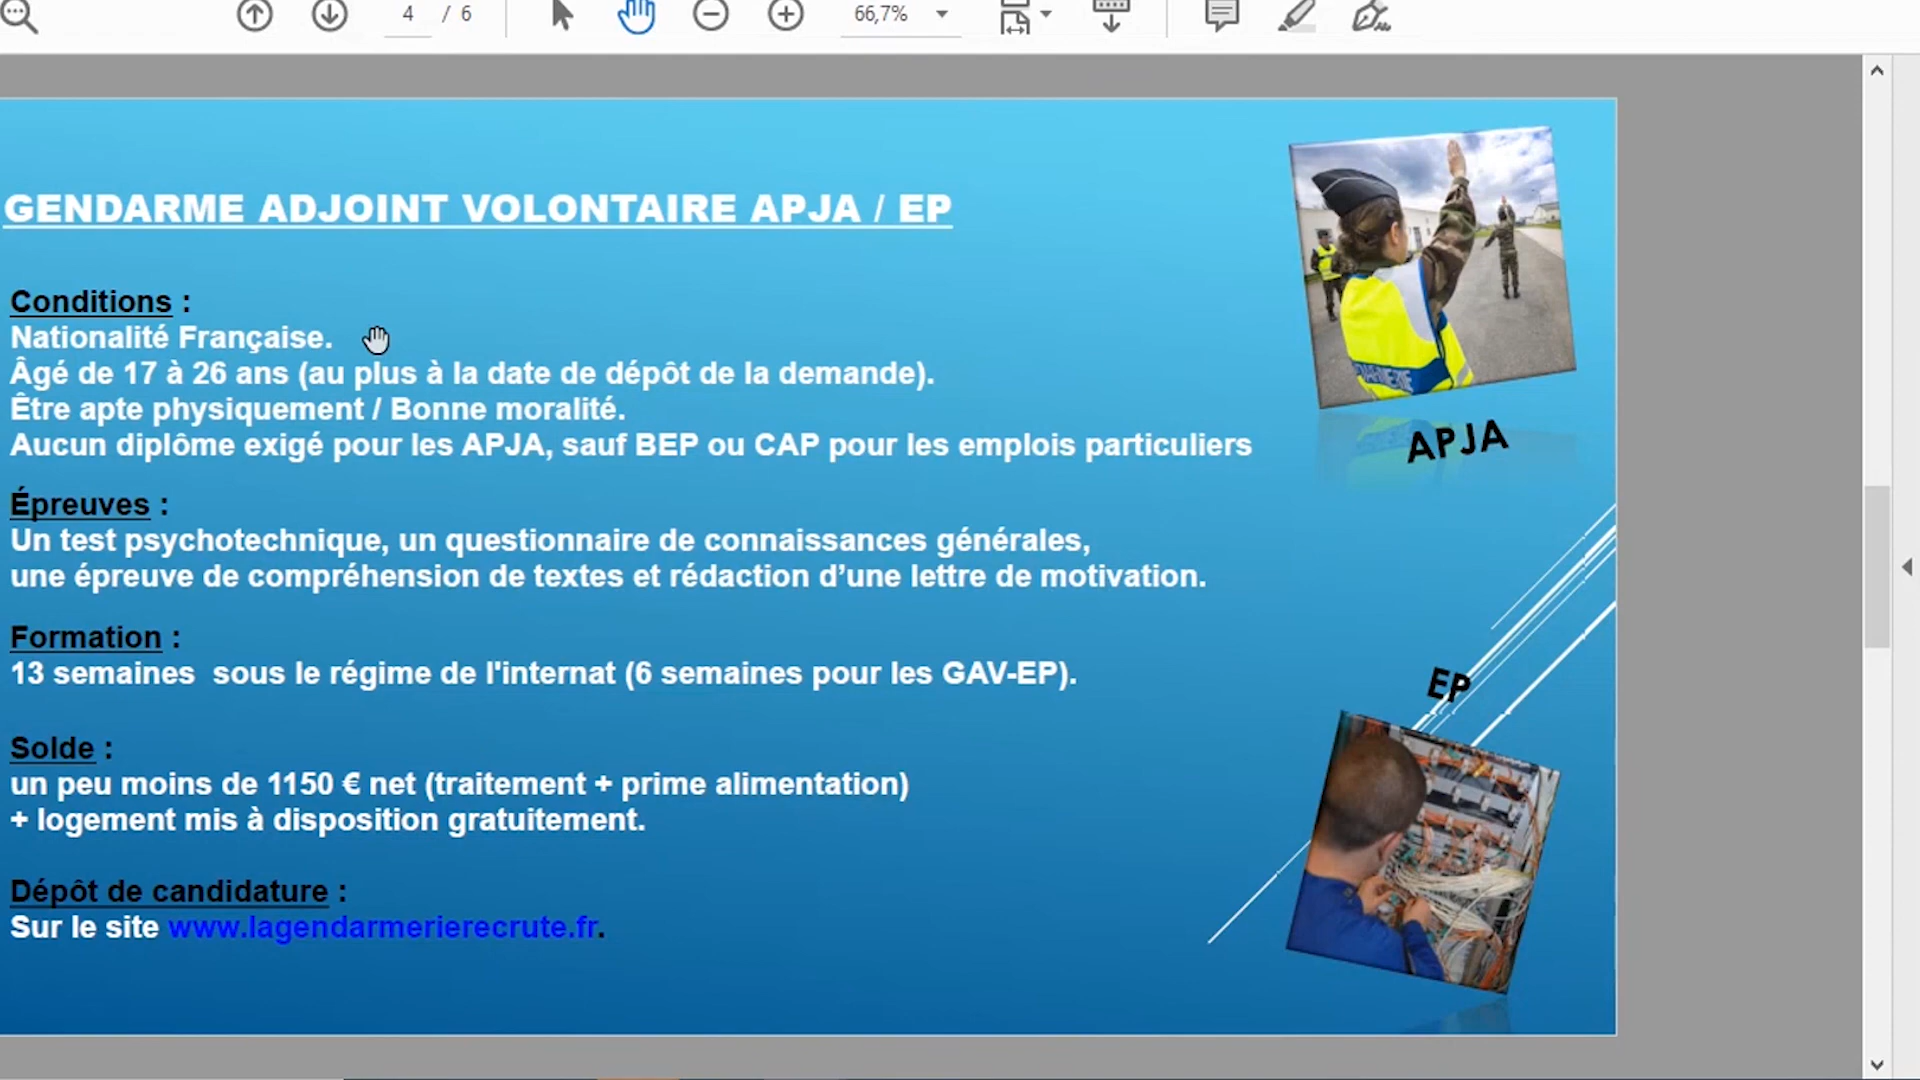 4 / 6
66,7%
GENDARME ADJOINT VOLONTAIRE APJA / EP
Conditions :
Nationalité Française.
Âgé de 17 à 26 ans (au plus à la date de dépôt de la demande).
Être apte physiquement / Bonne moralité.
Aucun diplôme exigé pour les APJA, sauf BEP ou CAP pour les emplois particuliers
APJA
Épreuves :
Un test psychotechnique, un questionnaire de connaissances générales,
une épreuve de compréhension de textes et rédaction d’une lettre de motivation.
Formation :
13 semaines  sous le régime de l'internat (6 semaines pour les GAV-EP).
EP
Solde :
un peu moins de 1150 € net (traitement + prime alimentation)
+ logement mis à disposition gratuitement.
Dépôt de candidature :
Sur le site www.lagendarmerierecrute.fr.